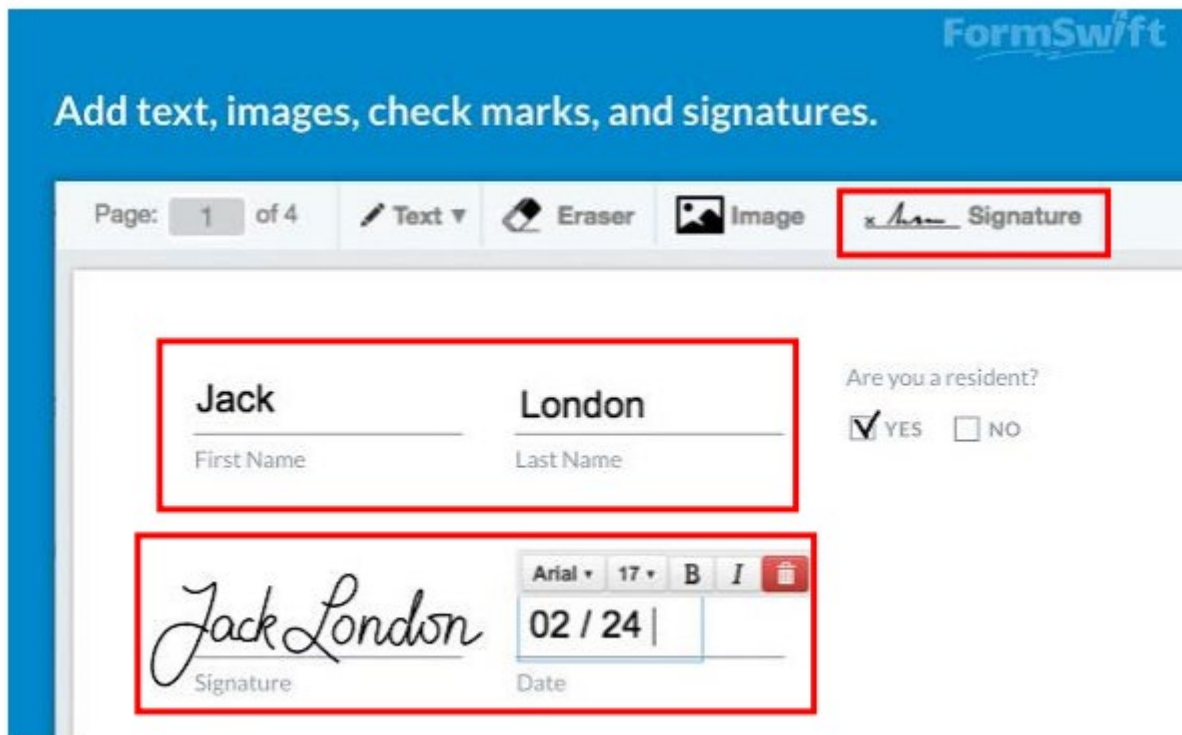 FormSwift
Add text, images, check marks, and signatures.
Page: 1 of 4 Text ▾ Eraser Image x Signature
Jack London
First Name Last Name
Are you a resident?
YES NO
Jack London
Arial ▾ 17 ▾ B I
02 / 24
Signature Date